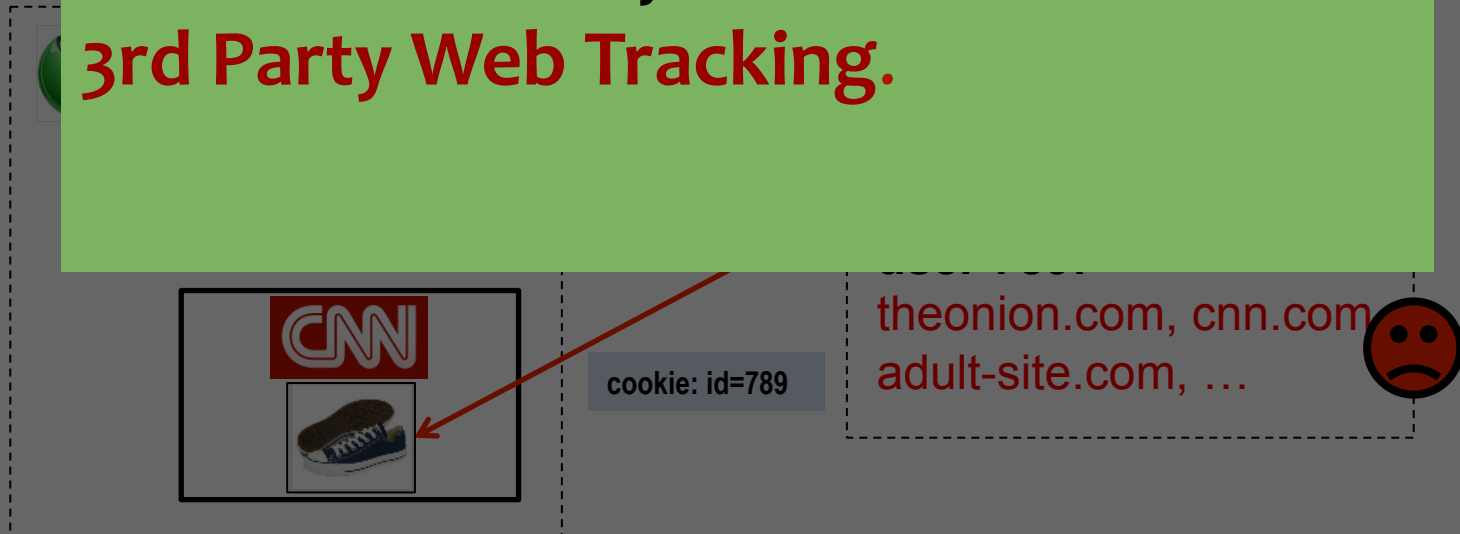 3rd Party Web Tracking.
CNN
theonion.com, cnn.com
cookie: id=789
adult-site.com, …